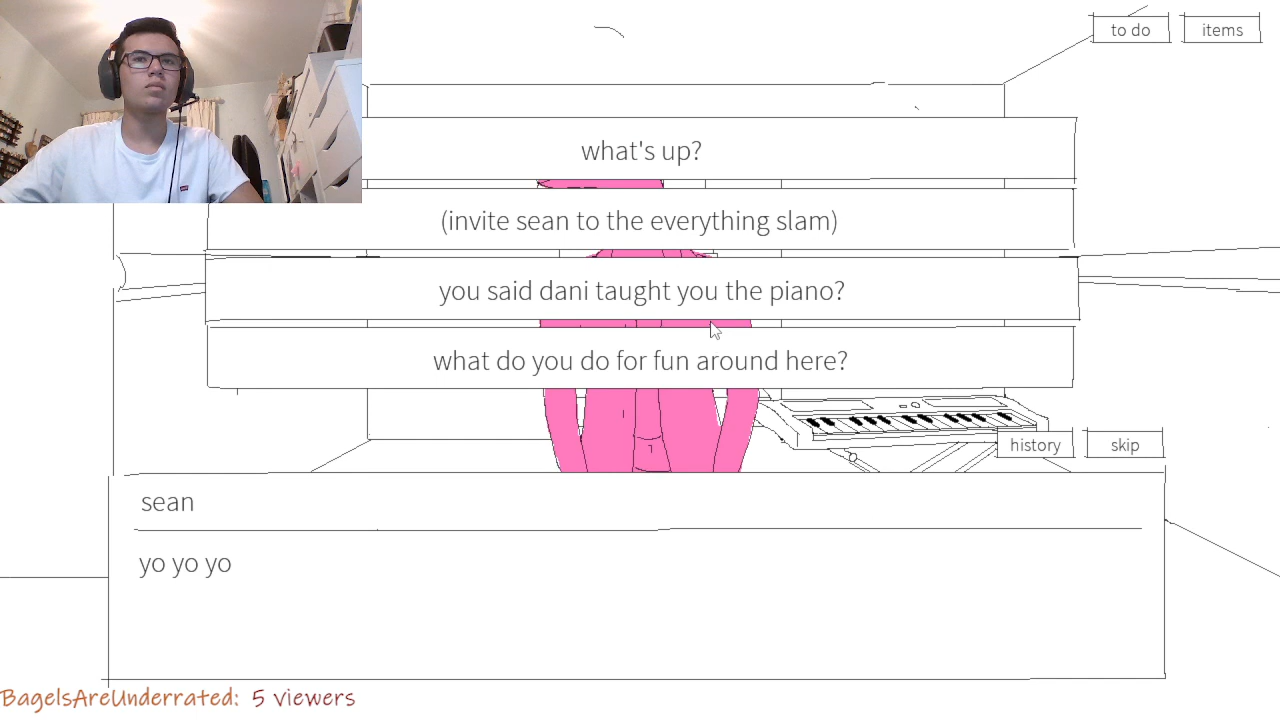 to do
items
what's up?
(invite sean to the everything slam)
you said dani taught you the piano?
what do you do for fun around here?
history
skip
sean
yo yo yo
BagelsAreUnderrated: 5 viewers